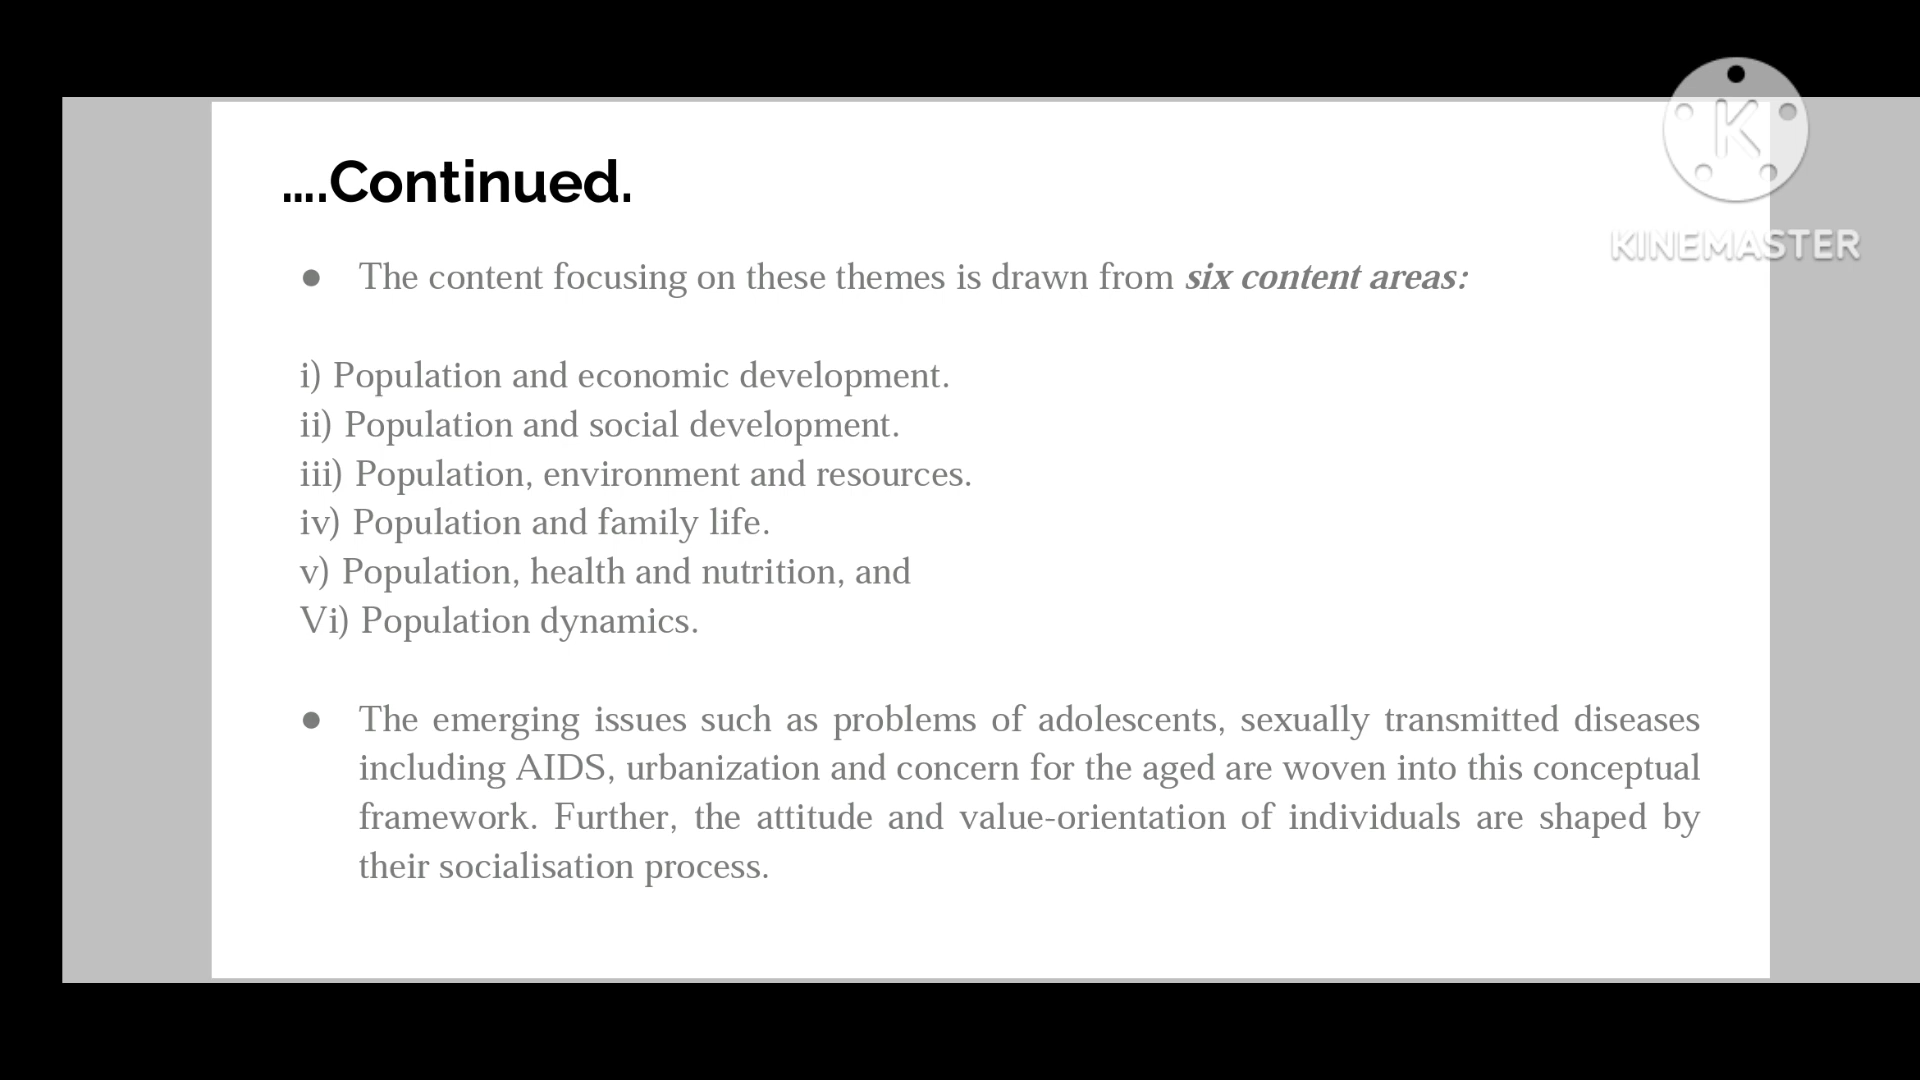 ....Continued.
KINEMASTER
● The content focusing on these themes is drawn from six content areas:
i) Population and economic development.
ii) Population and social development.
iii) Population, environment and resources.
iv) Population and family life.
v) Population, health and nutrition, and
Vi) Population dynamics.
● The emerging issues such as problems of adolescents, sexually transmitted diseases
including AIDS, urbanization and concern for the aged are woven into this conceptual
framework. Further, the attitude and value-orientation of individuals are shaped by
their socialisation process.